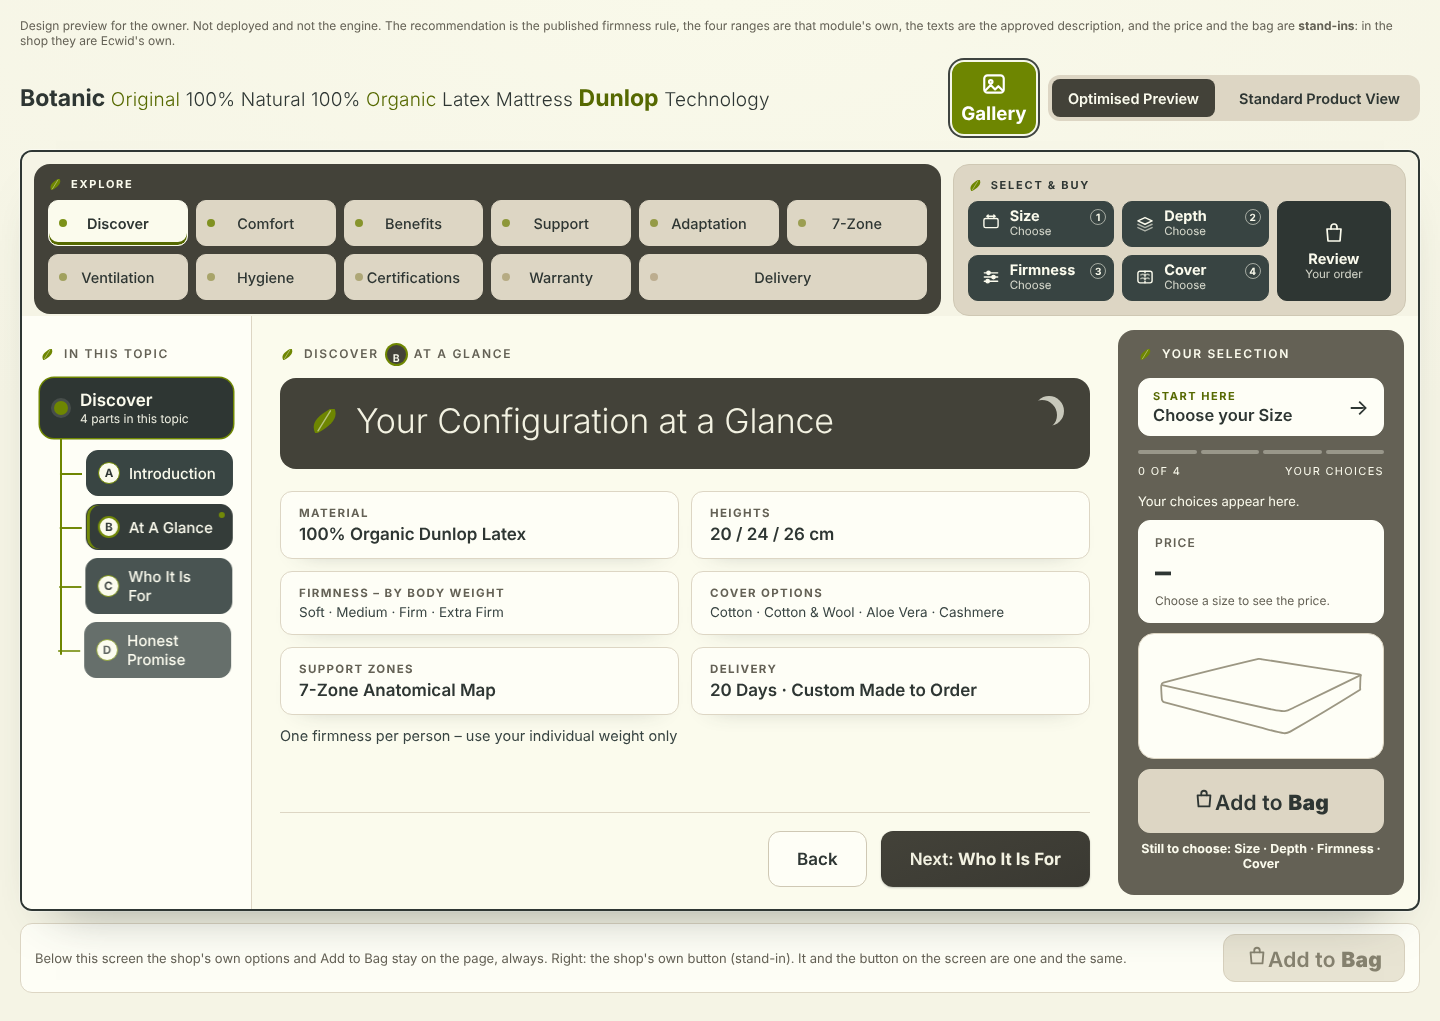 Design preview for the owner. Not deployed and not the engine. The recommendation is the published firmness rule, the four ranges are that module's own, the texts are the approved description, and the price and the bag are stand-ins: in the
shop they are Ecwid's own.
Botanic Original 100% Natural 100% Organic Latex Mattress Dunlop Technology
Gallery
Optimised Preview
Standard Product View
EXPLORE
Discover
Comfort
Benefits
Support
Adaptation
7-Zone
Ventilation
Hygiene
Certifications
Warranty
Delivery
SELECT & BUY
Size
Choose
1
Depth
Choose
2
Firmness
Choose
3
Cover
Choose
4
Review
Your order
IN THIS TOPIC
Discover
4 parts in this topic
A Introduction
B At A Glance
C Who It Is
For
D Honest
Promise
DISCOVER B AT A GLANCE
Your Configuration at a Glance
MATERIAL
100% Organic Dunlop Latex
HEIGHTS
20 / 24 / 26 cm
FIRMNESS – BY BODY WEIGHT
Soft · Medium · Firm · Extra Firm
COVER OPTIONS
Cotton · Cotton & Wool · Aloe Vera · Cashmere
SUPPORT ZONES
7-Zone Anatomical Map
DELIVERY
20 Days · Custom Made to Order
One firmness per person – use your individual weight only
Back
Next: Who It Is For
YOUR SELECTION
START HERE
Choose your Size
0 OF 4
YOUR CHOICES
Your choices appear here.
PRICE
–
Choose a size to see the price.
Add to Bag
Still to choose: Size · Depth · Firmness ·
Cover
Below this screen the shop's own options and Add to Bag stay on the page, always. Right: the shop's own button (stand-in). It and the button on the screen are one and the same.
Add to Bag